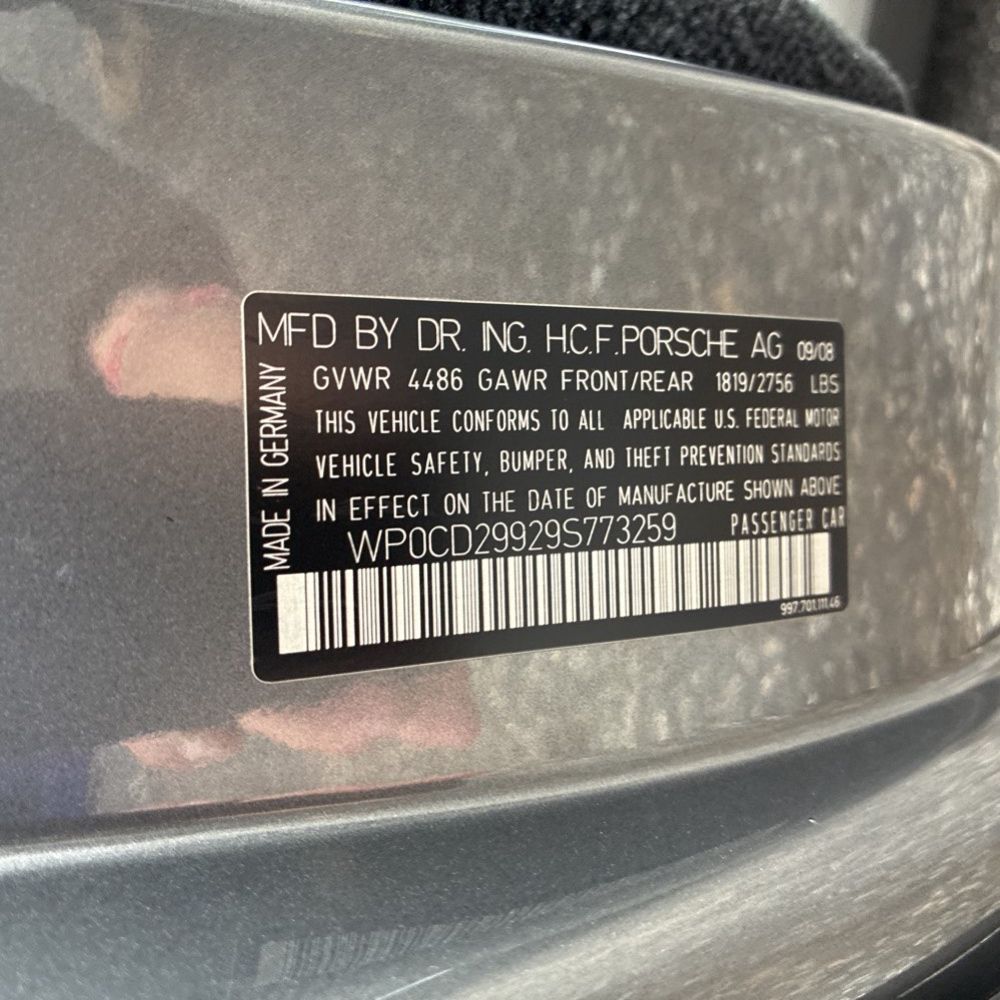 MFD BY DR. ING. H.C.F.PORSCHE AG 09/08
GVWR 4486 GAWR FRONT/REAR 1819/2756 LBS
THIS VEHICLE CONFORMS TO ALL APPLICABLE U.S. FEDERAL MOTOR
VEHICLE SAFETY, BUMPER, AND THEFT PREVENTION STANDARDS
IN EFFECT ON THE DATE OF MANUFACTURE SHOWN ABOVE
WP0CD29929S773259 PASSENGER CAR
997.701.111.46
MADE IN GERMANY